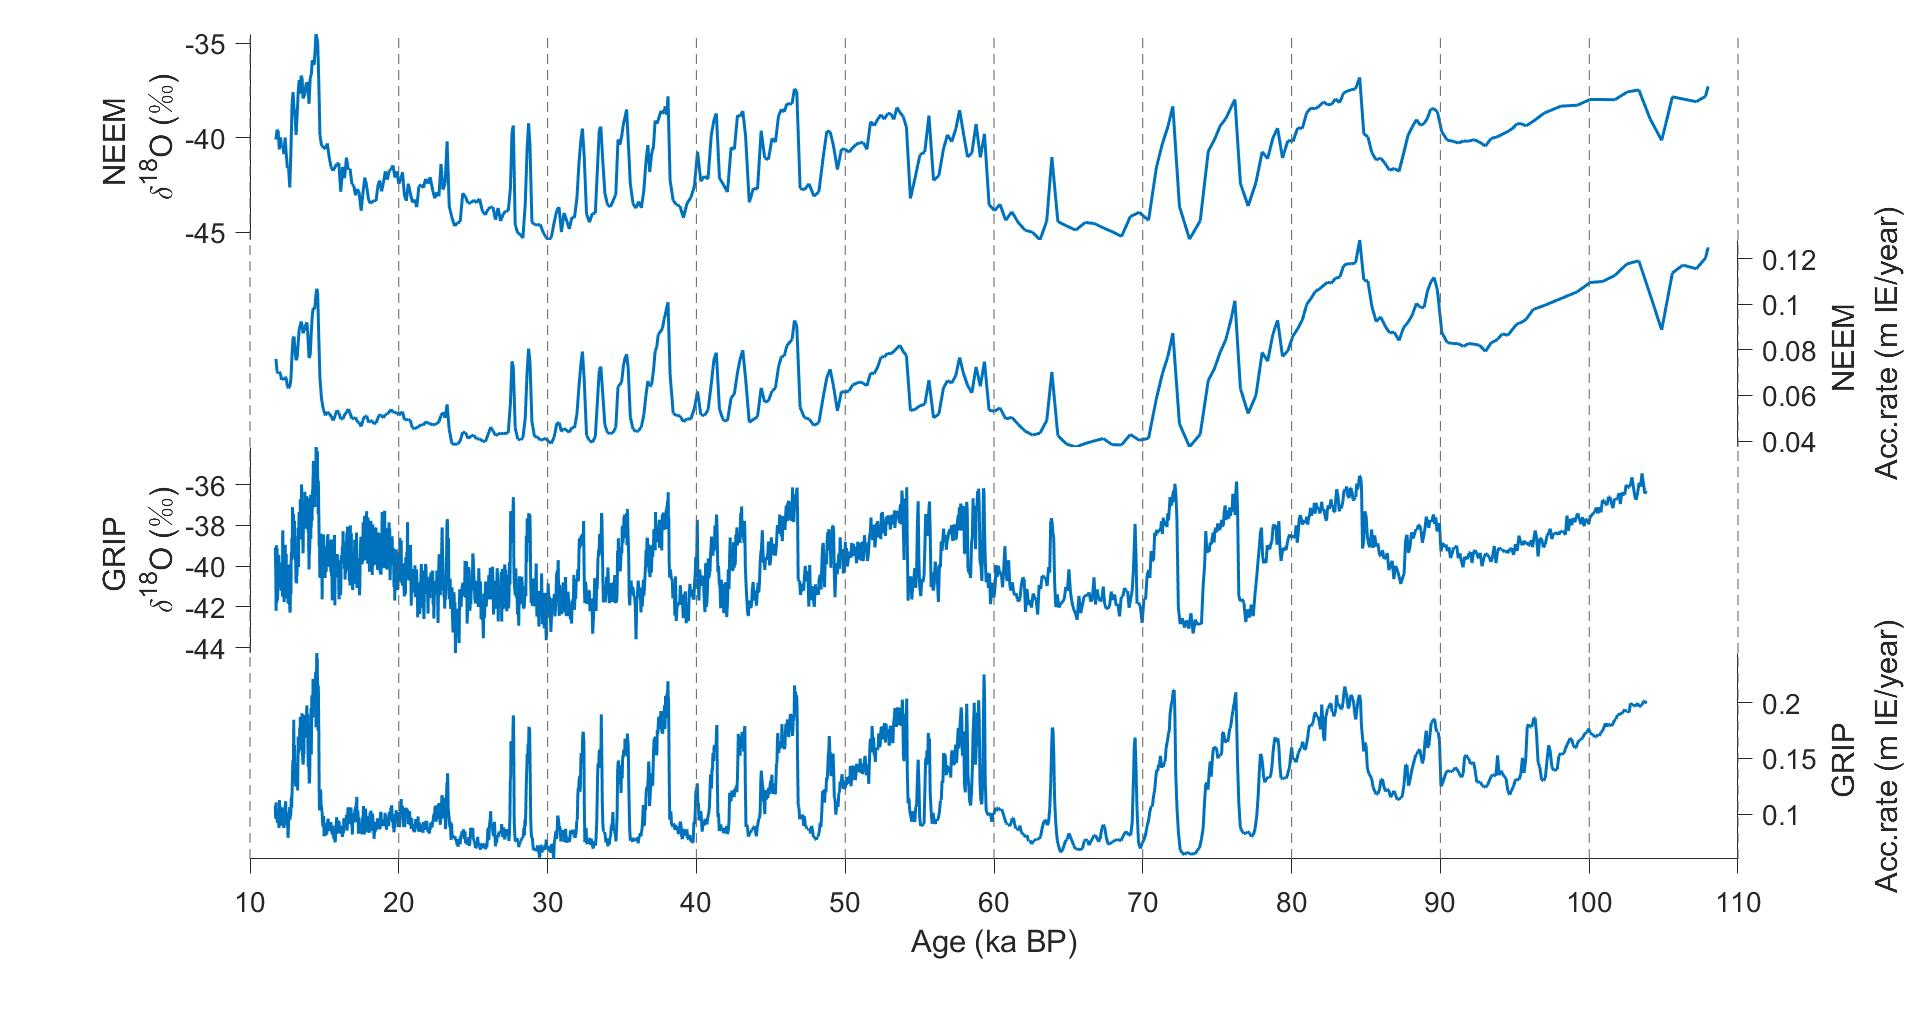 NEEM
δ18O (‰)
-35
-40
-45
0.12
0.1
0.08
0.06
0.04
NEEM
Acc.rate (m IE/year)
GRIP
δ18O (‰)
-36
-38
-40
-42
-44
0.2
0.15
0.1
GRIP
Acc.rate (m IE/year)
10 20 30 40 50 60 70 80 90 100 110
Age (ka BP)